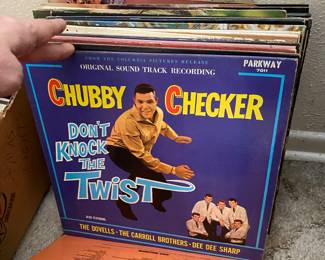 FROM THE COLUMBIA PICTURES RELEASE
ORIGINAL SOUND TRACK RECORDING
PARKWAY
7011
CHUBBY CHECKER
DON'T
KNOCK
THE
TWIST
ALSO FEATURING
THE DOVELLS · THE CARROLL BROTHERS · DEE DEE SHARP